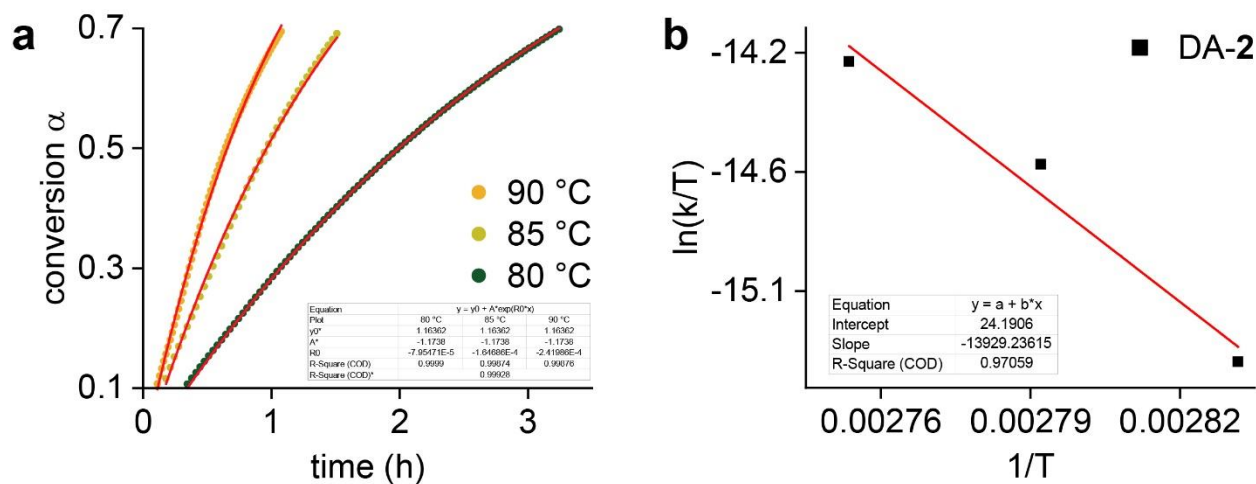 a
0.7
0.5
0.3
0.1
conversion α
90 °C
85 °C
80 °C
Equation y = y0 + A*exp(R0*x)
Plot 80 °C 85 °C 90 °C
y0* 1.16362 1.16362 1.16362
A* -1.1738 -1.1738 -1.1738
R0 -7.95471E-5 -1.64686E-4 -2.41986E-4
R-Square (COD) 0.9999 0.99874 0.99876
R-Square (COD)* 0.99928
0 1 2 3
time (h)
b
-14.2
-14.6
-15.1
ln(k/T)
DA-2
Equation y = a + b*x
Intercept 24.1906
Slope -13929.23615
R-Square (COD) 0.97059
0.00276 0.00279 0.00282
1/T